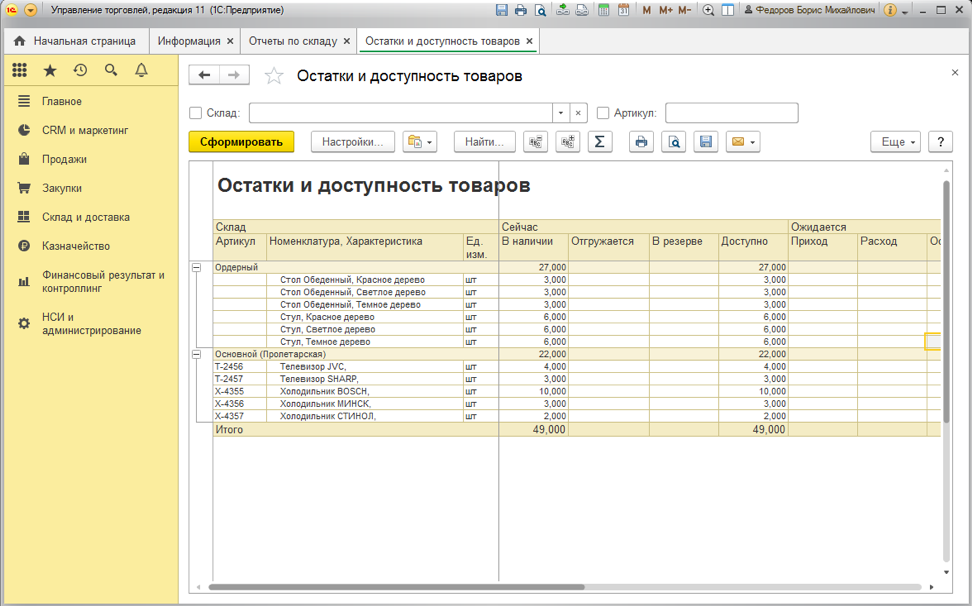 Управление торговлей, редакция 11 (1С:Предприятие)
M M+ M-
Федоров Борис Михайлович
Начальная страница
Информация
Отчеты по складу
Остатки и доступность товаров
Главное
CRM и маркетинг
Продажи
Закупки
Склад и доставка
Казначейство
Финансовый результат и
контроллинг
НСИ и
администрирование
Остатки и доступность товаров
Склад:
Артикул:
Сформировать
Настройки...
Найти...
Σ
Еще
?
Остатки и доступность товаров
Склад Сейчас Ожидается
Артикул Номенклатура, Характеристика Ед. изм. В наличии Отгружается В резерве Доступно Приход Расход Ос
Ордерный 27,000 27,000
Стол Обеденный, Красное дерево шт 3,000 3,000
Стол Обеденный, Светлое дерево шт 3,000 3,000
Стол Обеденный, Темное дерево шт 3,000 3,000
Стул, Красное дерево шт 6,000 6,000
Стул, Светлое дерево шт 6,000 6,000
Стул, Темное дерево шт 6,000 6,000
Основной (Пролетарская) 22,000 22,000
Т-2456 Телевизор JVC, шт 4,000 4,000
Т-2457 Телевизор SHARP, шт 3,000 3,000
Х-4355 Холодильник BOSCH, шт 10,000 10,000
Х-4356 Холодильник МИНСК, шт 3,000 3,000
Х-4357 Холодильник СТИНОЛ, шт 2,000 2,000
Итого 49,000 49,000